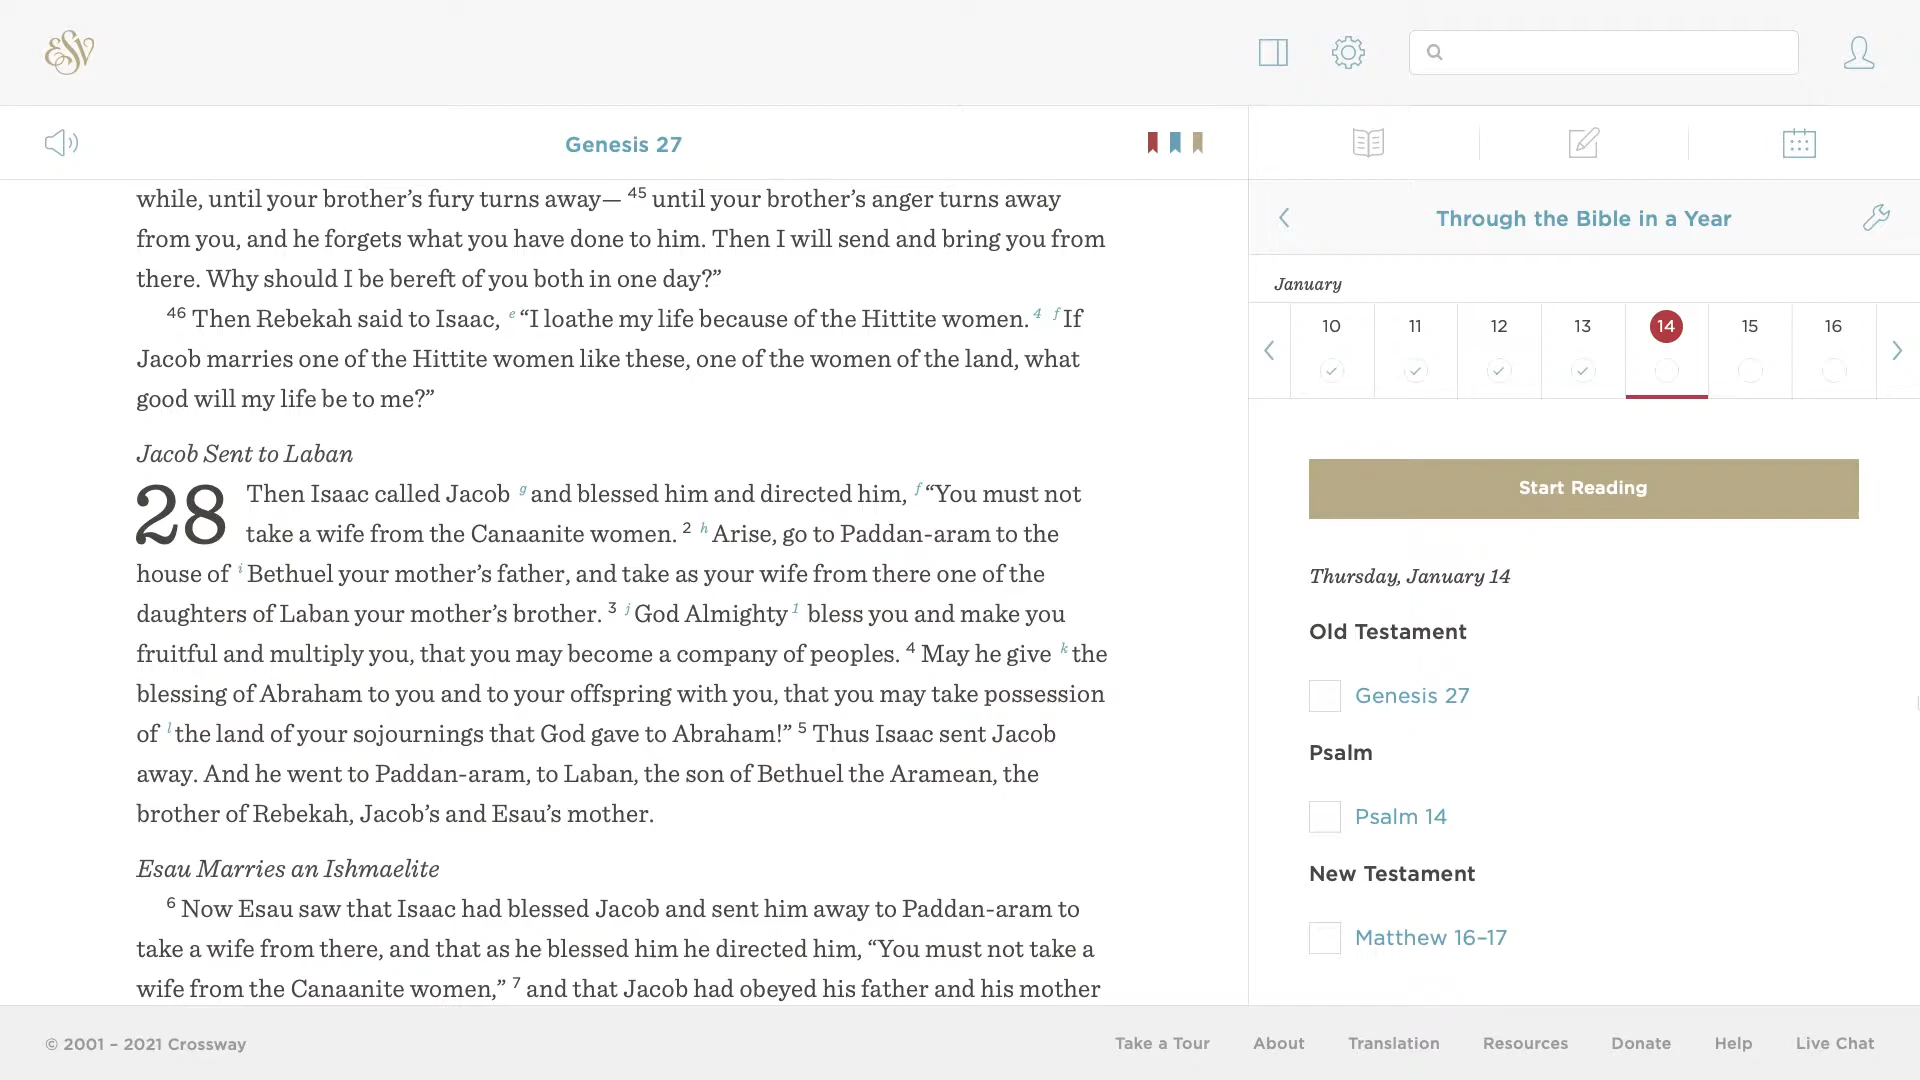 ESV
Genesis 27
while, until your brother’s fury turns away— 45 until your brother’s anger turns away
from you, and he forgets what you have done to him. Then I will send and bring you from
there. Why should I be bereft of you both in one day?”
46 Then Rebekah said to Isaac, e “I loathe my life because of the Hittite women. 4 f If
Jacob marries one of the Hittite women like these, one of the women of the land, what
good will my life be to me?”
Jacob Sent to Laban
28 Then Isaac called Jacob g and blessed him and directed him, f “You must not
take a wife from the Canaanite women. 2 h Arise, go to Paddan-aram to the
house of i Bethuel your mother’s father, and take as your wife from there one of the
daughters of Laban your mother’s brother. 3 j God Almighty 1 bless you and make you
fruitful and multiply you, that you may become a company of peoples. 4 May he give k the
blessing of Abraham to you and to your offspring with you, that you may take possession
of l the land of your sojournings that God gave to Abraham!” 5 Thus Isaac sent Jacob
away. And he went to Paddan-aram, to Laban, the son of Bethuel the Aramean, the
brother of Rebekah, Jacob’s and Esau’s mother.
Esau Marries an Ishmaelite
6 Now Esau saw that Isaac had blessed Jacob and sent him away to Paddan-aram to
take a wife from there, and that as he blessed him he directed him, “You must not take a
wife from the Canaanite women,” 7 and that Jacob had obeyed his father and his mother
Through the Bible in a Year
January
10 11 12 13 14 15 16
Start Reading
Thursday, January 14
Old Testament
Genesis 27
Psalm
Psalm 14
New Testament
Matthew 16–17
© 2001 – 2021 Crossway
Take a Tour About Translation Resources Donate Help Live Chat